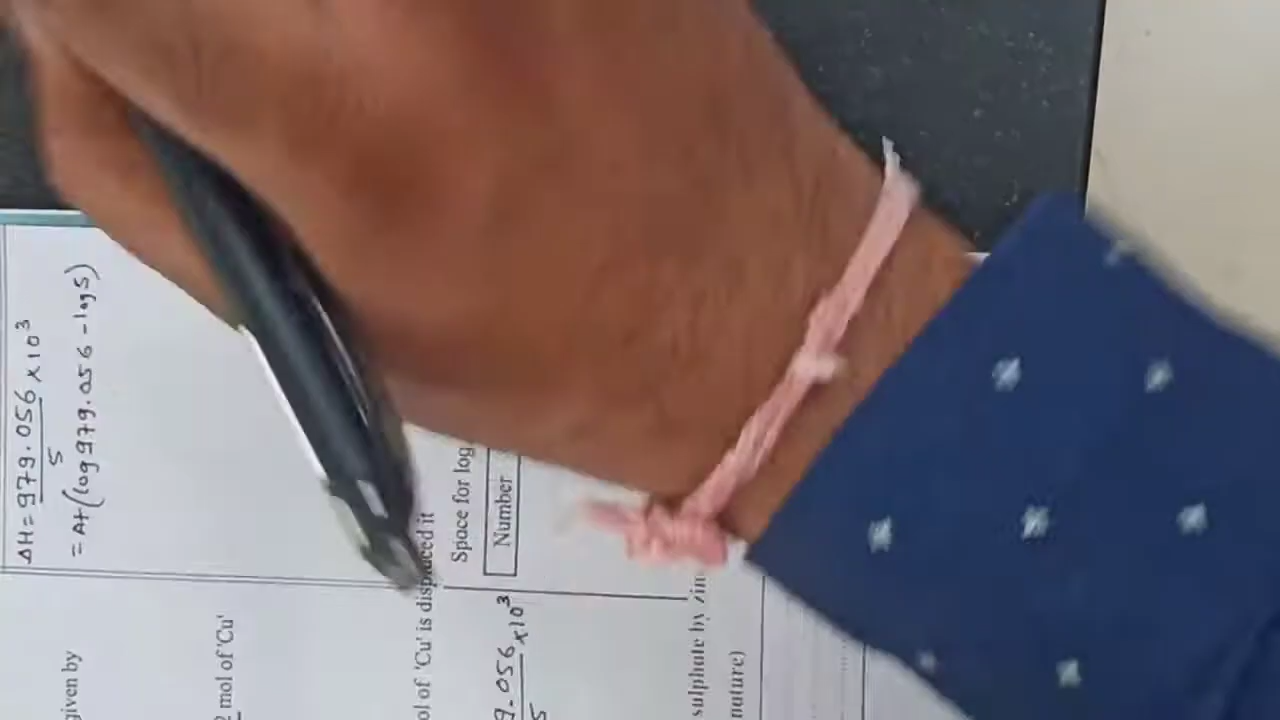 ΔH = 979.056 × 10³
5
= At(log 979.056 - log 5)
given by
mol of 'Cu'
ol of 'Cu' is displaced it
Space for log
Number
9.056 × 10³
5
sulphate by
nature)